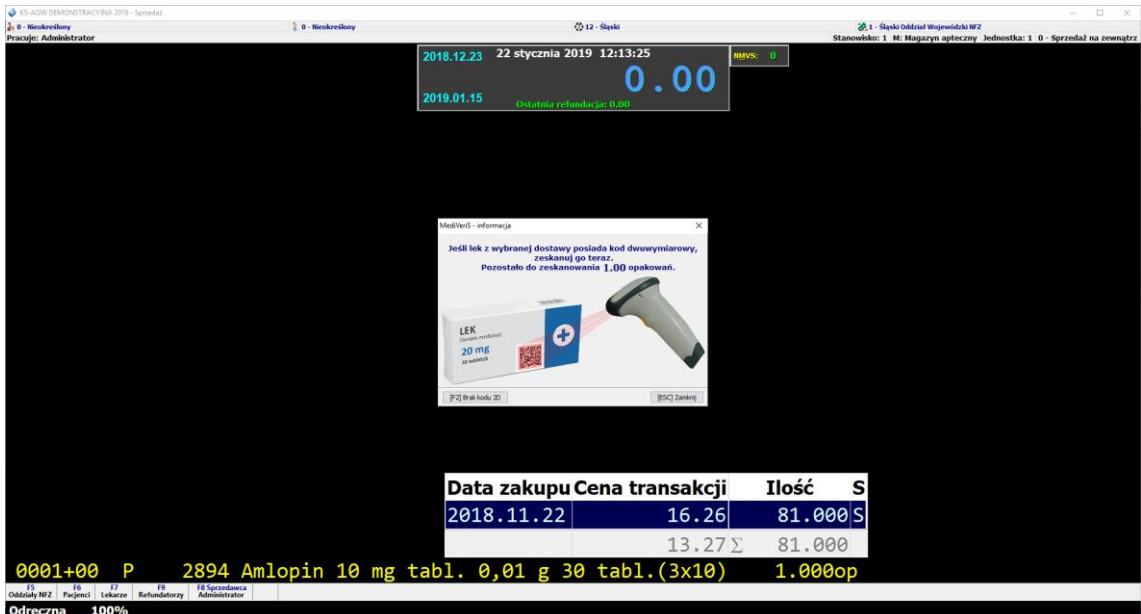 KS-AOW DEMONSTRACYJNA 2019 - Sprzedaż
0 - Nieokreślony 0 - Nieokreślony 12 - Śląski 1 - Śląski Oddział Wojewódzki NFZ
Pracuje: Administrator Stanowisko: 1 M: Magazyn apteczny Jednostka: 1 0 - Sprzedaż na zewnątrz
2018.12.23 22 stycznia 2019 12:13:25 NMVS: 0
0.00
2019.01.15 Ostatnia refundacja: 0.00
MediVeriS - informacja
Jeśli lek z wybranej dostawy posiada kod dwuwymiarowy,
zeskanuj go teraz.
Pozostało do zeskanowania 1.00 opakowań.
LEK
20 mg
30 tabletek
[F2] Brak kodu 2D [ESC] Zamknij
Data zakupu Cena transakcji Ilość S
2018.11.22 16.26 81.000 S
13.27 Σ 81.000
0001+00 P 2894 Amlopin 10 mg tabl. 0,01 g 30 tabl.(3x10) 1.000op
F5 F6 F7 F9 F8 Sprzedawca
Oddziały NFZ Pacjenci Lekarze Refundatorzy Administrator
Odręczna 100%